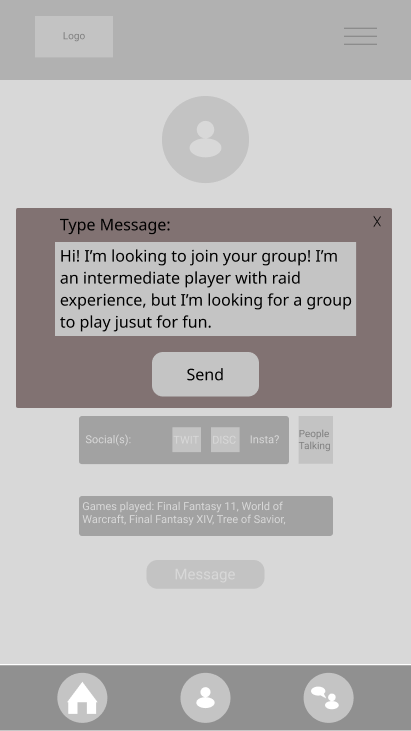 Logo
Type Message:
X
Hi! I'm looking to join your group! I'm
an intermediate player with raid
experience, but I'm looking for a group
to play jusut for fun.
Send
Social(s): TWIT DISC Insta?
People
Talking
Games played: Final Fantasy 11, World of
Warcraft, Final Fantasy XIV, Tree of Savior,
Message